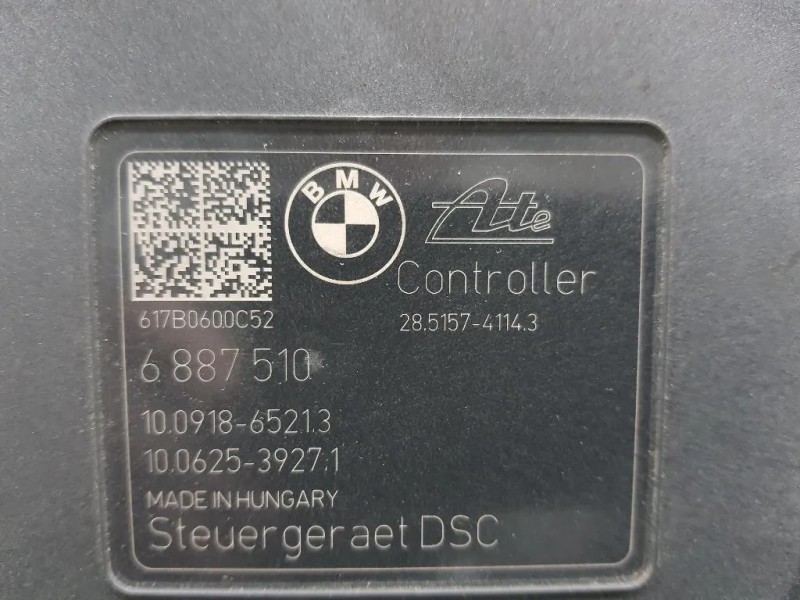 BMW
Ate
Controller
617B0600C52
28.5157-4114.3
6 887 510
10.0918-6521.3
10.0625-3927.1
MADE IN HUNGARY
Steuergeraet DSC